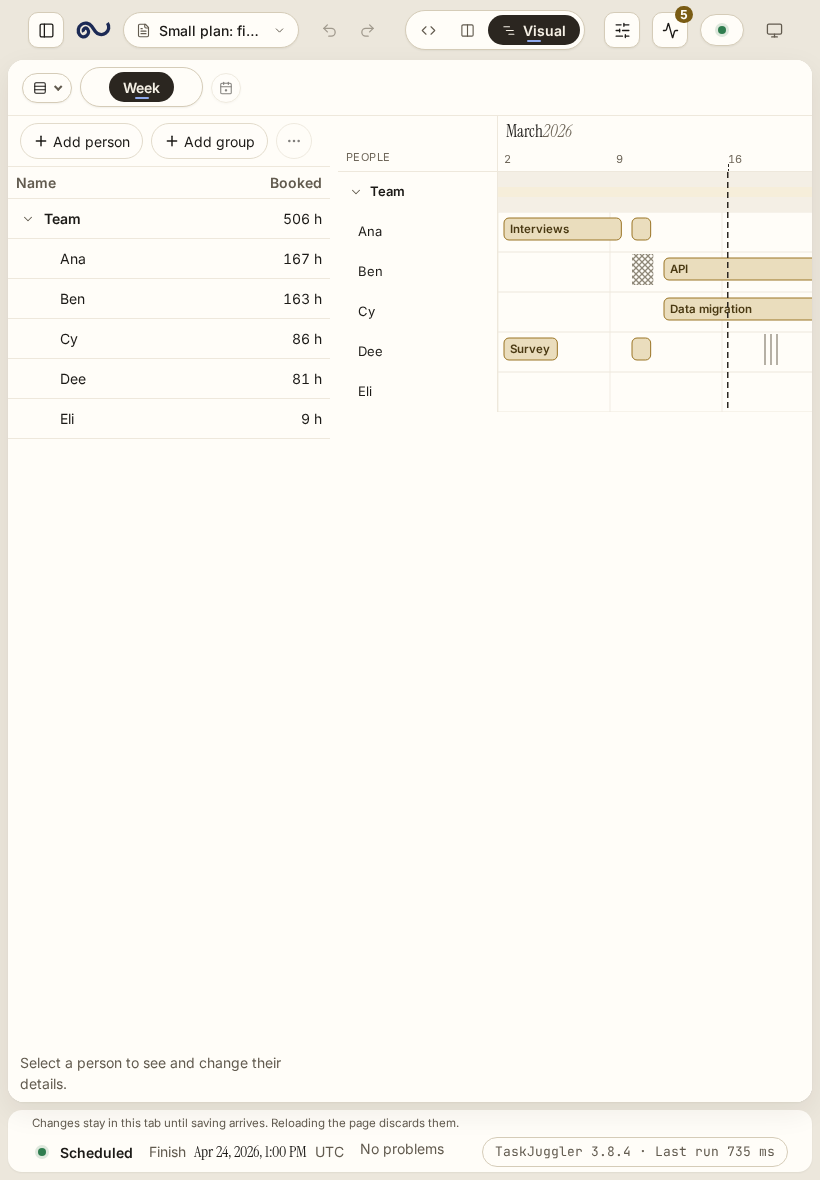 Small plan: fi...
Visual
5
Week
Add person
Add group
March 2026
PEOPLE
2 9 16
Name Booked
Team 506 h
Ana 167 h
Ben 163 h
Cy 86 h
Dee 81 h
Eli 9 h
Team
Ana
Interviews
Ben
API
Cy
Data migration
Dee
Survey
Eli
Select a person to see and change their
details.
Changes stay in this tab until saving arrives. Reloading the page discards them.
Scheduled Finish Apr 24, 2026, 1:00 PM UTC No problems TaskJuggler 3.8.4 · Last run 735 ms